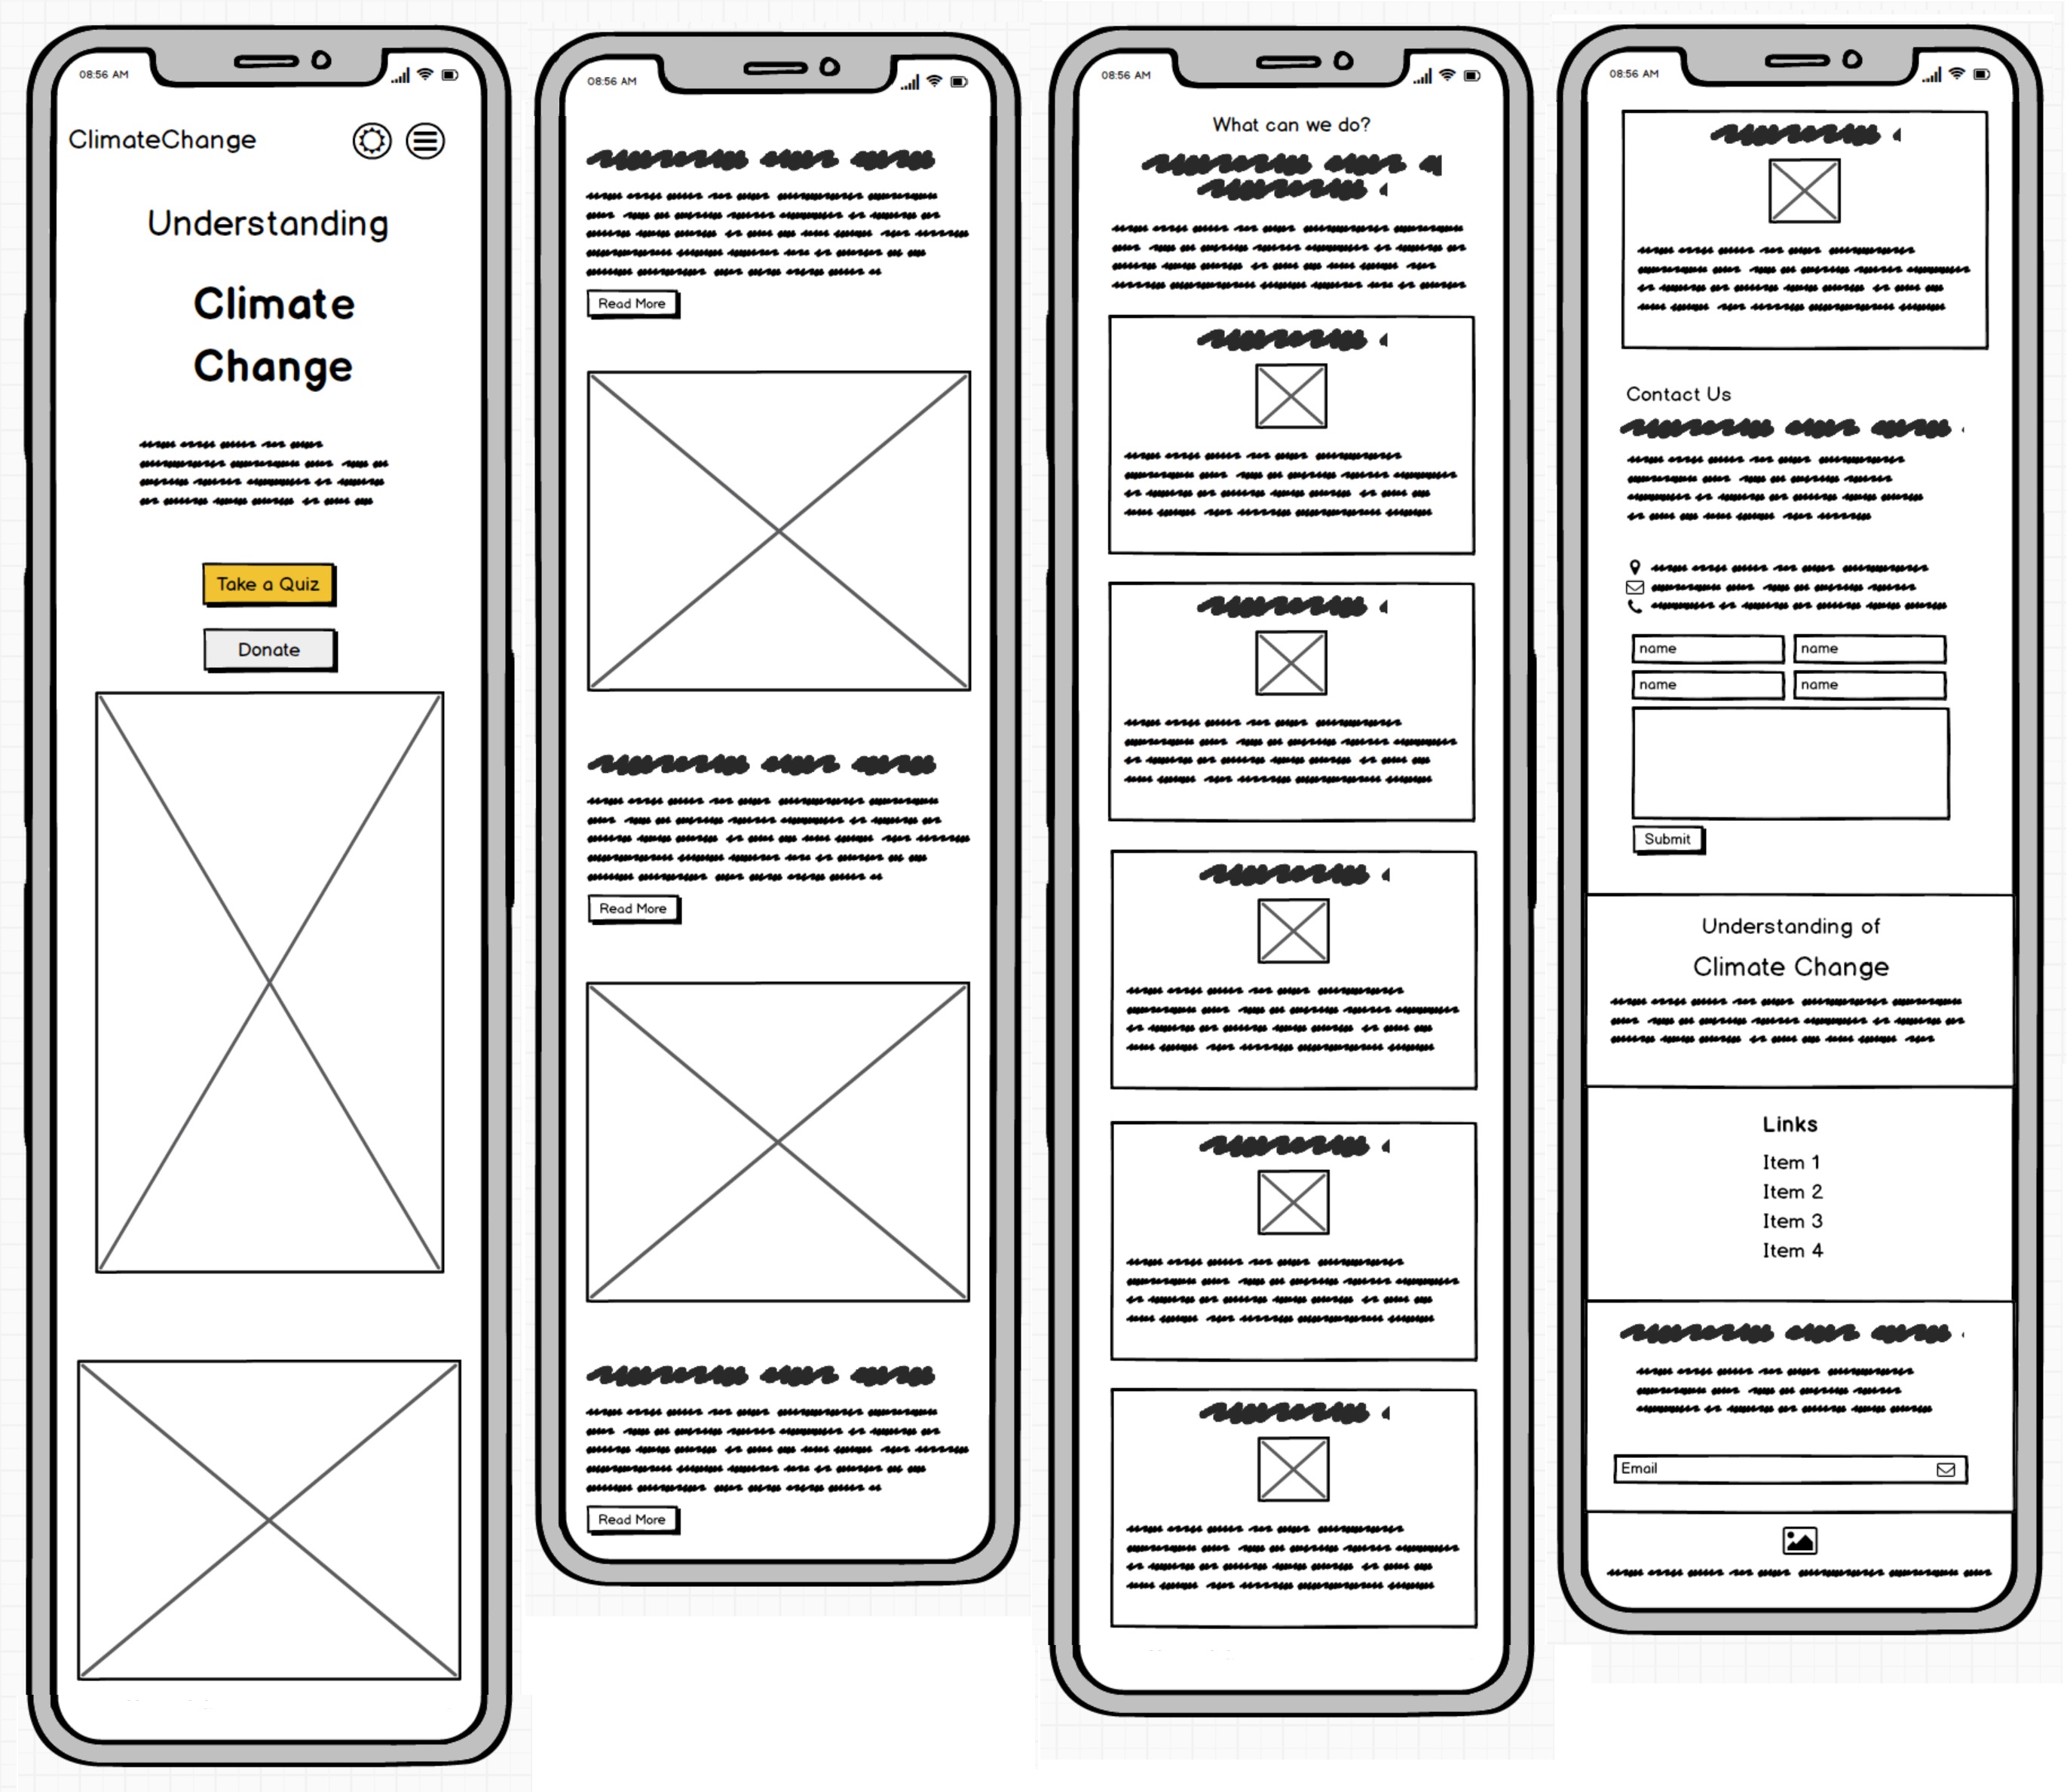 08:56 AM
ClimateChange
Understanding
Climate
Change
Take a Quiz
Donate
08:56 AM
Read More
Read More
Read More
08:56 AM
What can we do?
08:56 AM
Contact Us
name
name
name
name
Submit
Understanding of
Climate Change
Links
Item 1
Item 2
Item 3
Item 4
Email